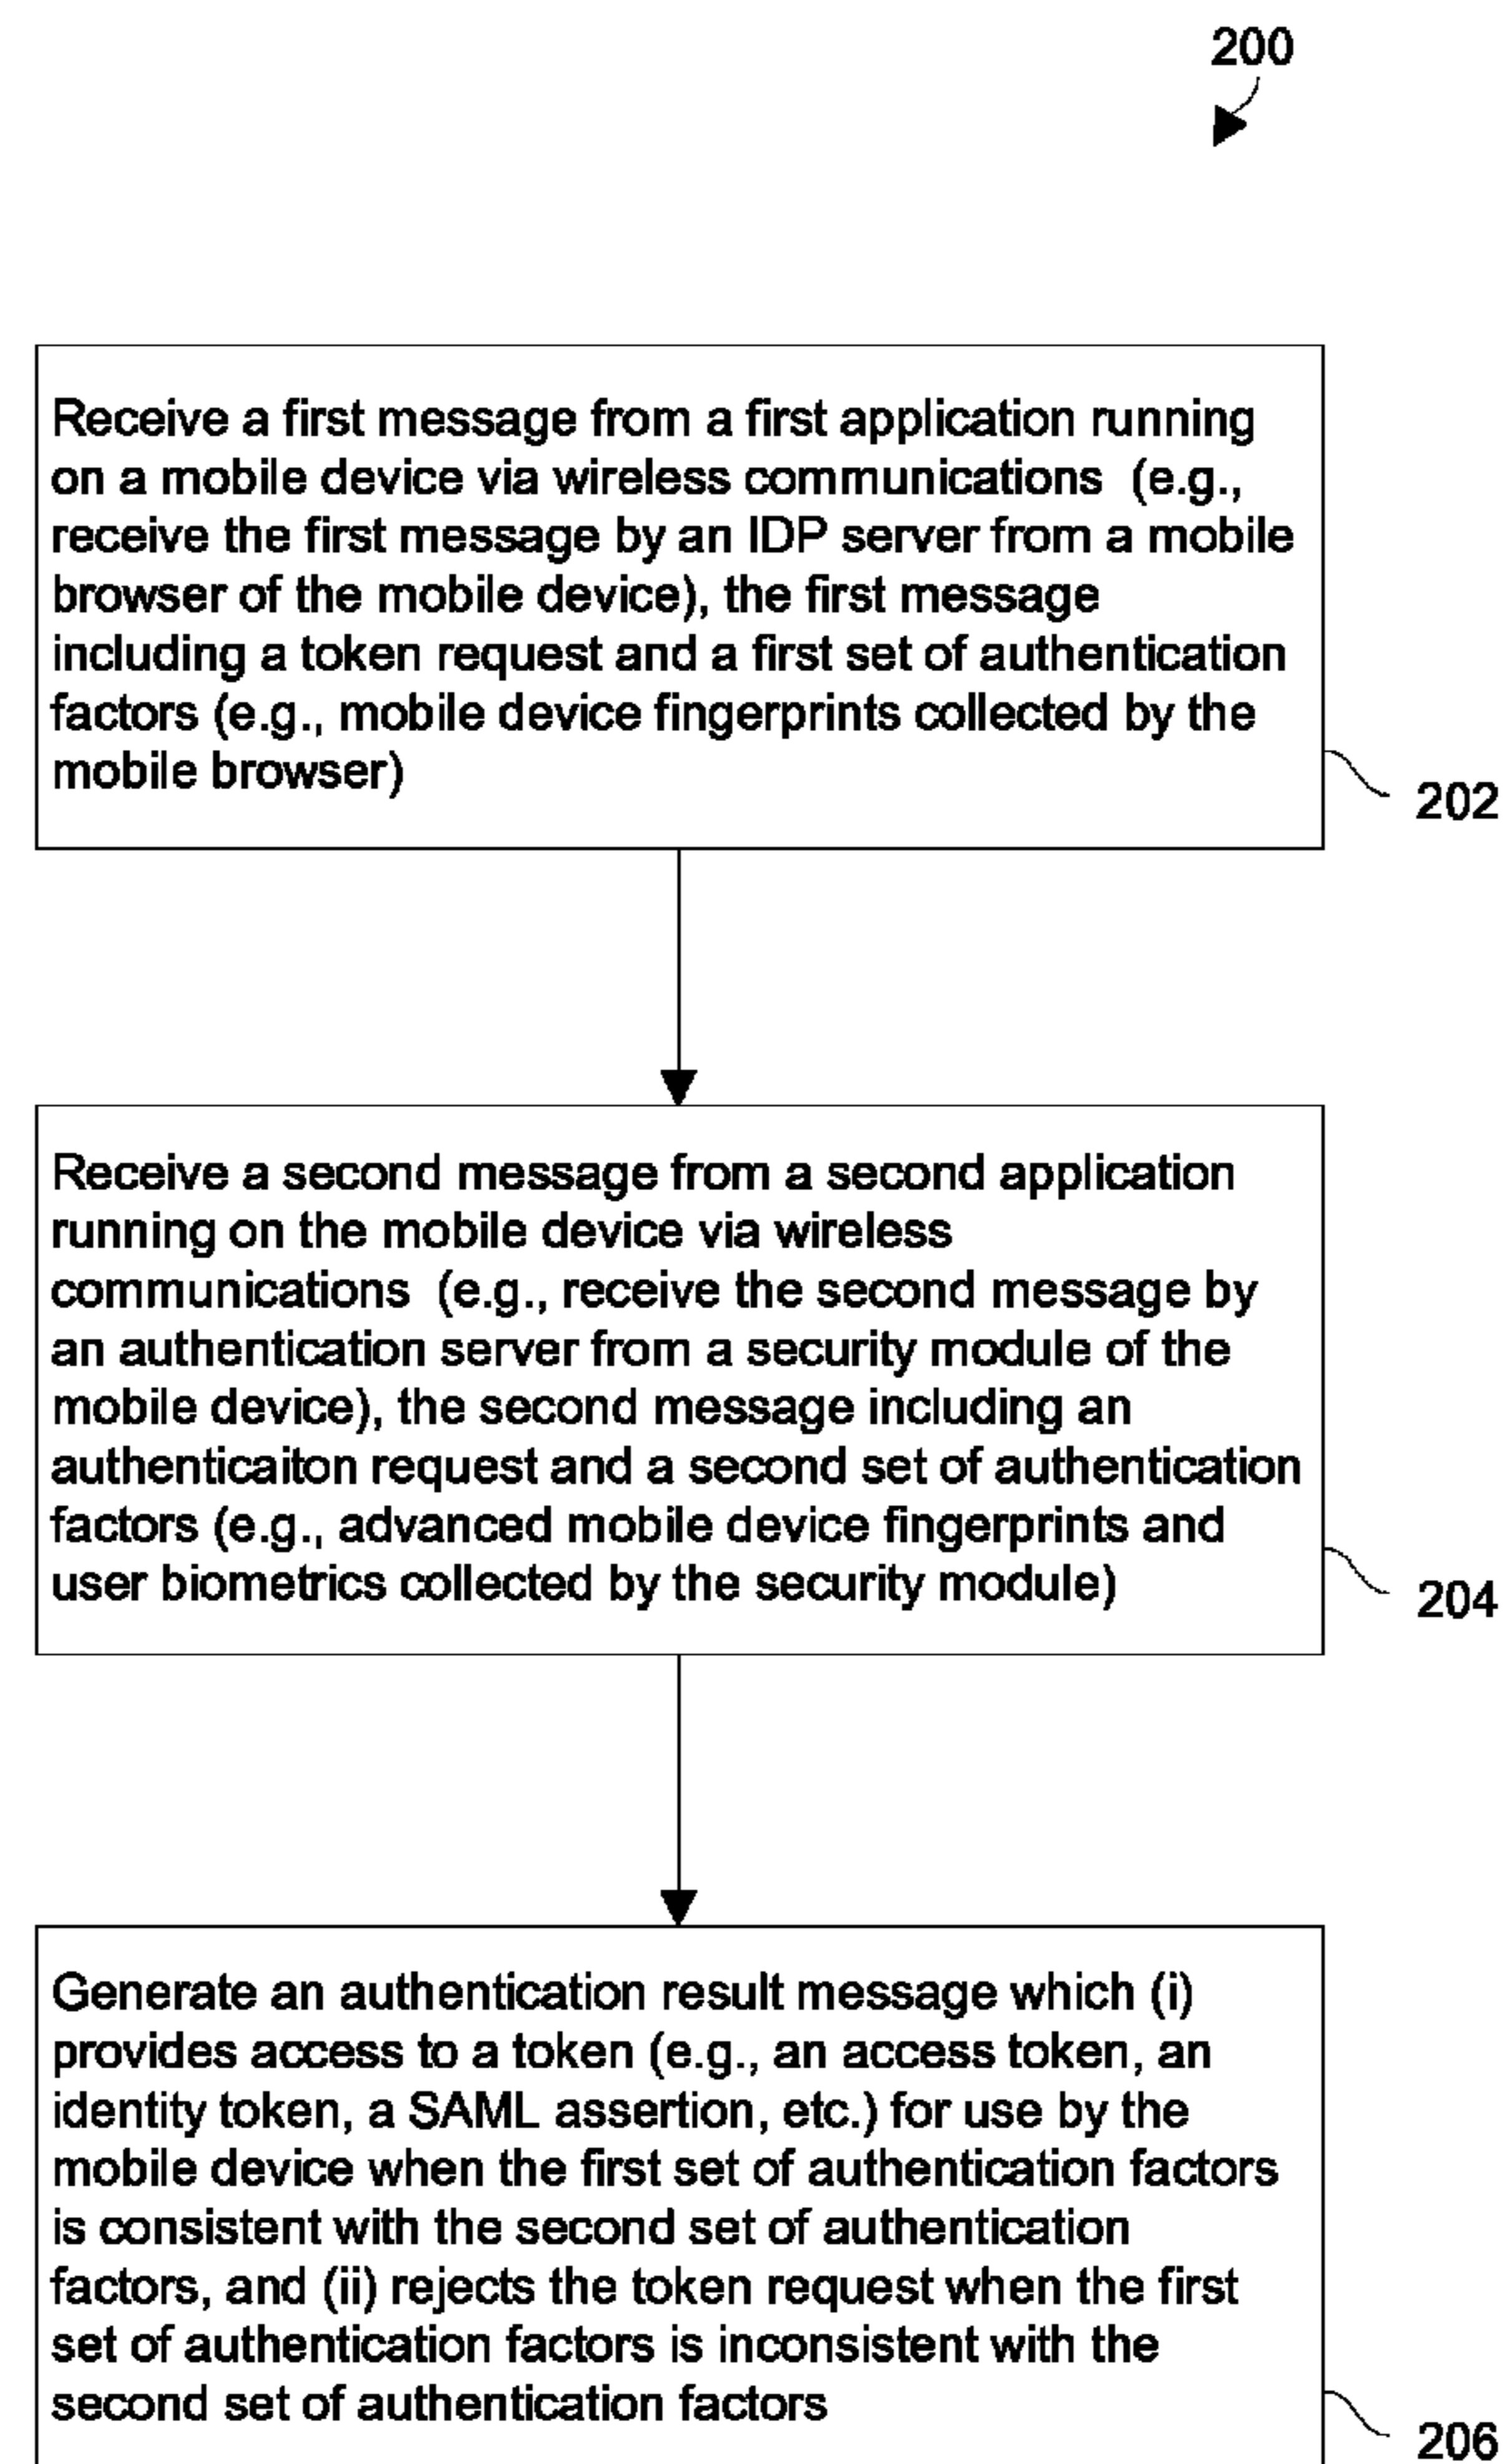 200
Receive a first message from a first application running
on a mobile device via wireless communications (e.g.,
receive the first message by an IDP server from a mobile
browser of the mobile device), the first message
including a token request and a first set of authentication
factors (e.g., mobile device fingerprints collected by the
mobile browser)
202
Receive a second message from a second application
running on the mobile device via wireless
communications (e.g., receive the second message by
an authentication server from a security module of the
mobile device), the second message including an
authenticaiton request and a second set of authentication
factors (e.g., advanced mobile device fingerprints and
user biometrics collected by the security module)
204
Generate an authentication result message which (i)
provides access to a token (e.g., an access token, an
identity token, a SAML assertion, etc.) for use by the
mobile device when the first set of authentication factors
is consistent with the second set of authentication
factors, and (ii) rejects the token request when the first
set of authentication factors is inconsistent with the
second set of authentication factors
206